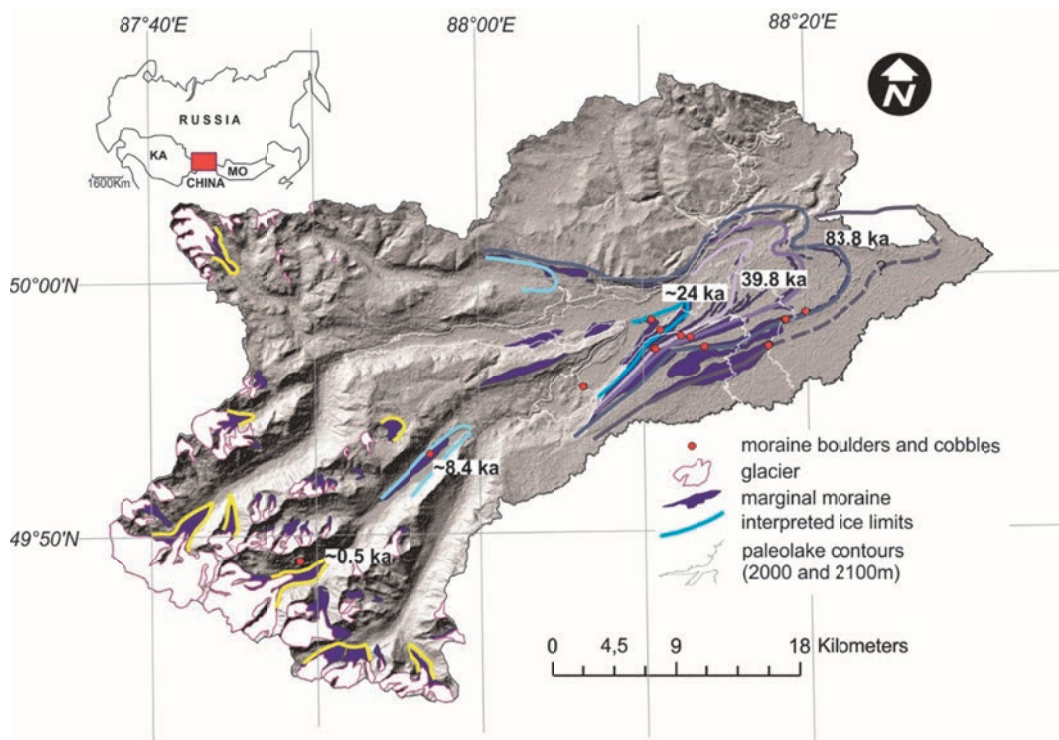 87°40'E
88°00'E
88°20'E
N
RUSSIA
KA
MO
CHINA
1600Km
83.8 ka
50°00'N
39.8 ka
~24 ka
moraine boulders and cobbles
glacier
~8.4 ka
marginal moraine
interpreted ice limits
49°50'N
~0.5 ka
paleolake contours
(2000 and 2100m)
0 4,5 9 18 Kilometers